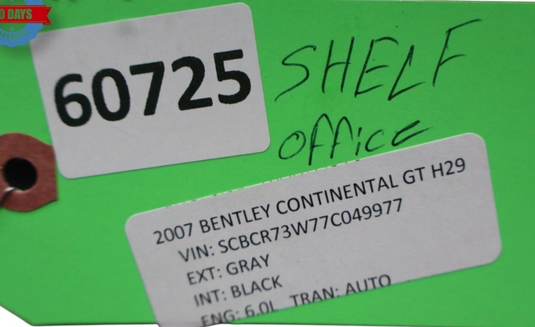 0 DAYS
60725
SHELF
office
2007 BENTLEY CONTINENTAL GT H29
VIN: SCBCR73W77C049977
EXT: GRAY
INT: BLACK
ENG: 6.0L TRAN: AUTO